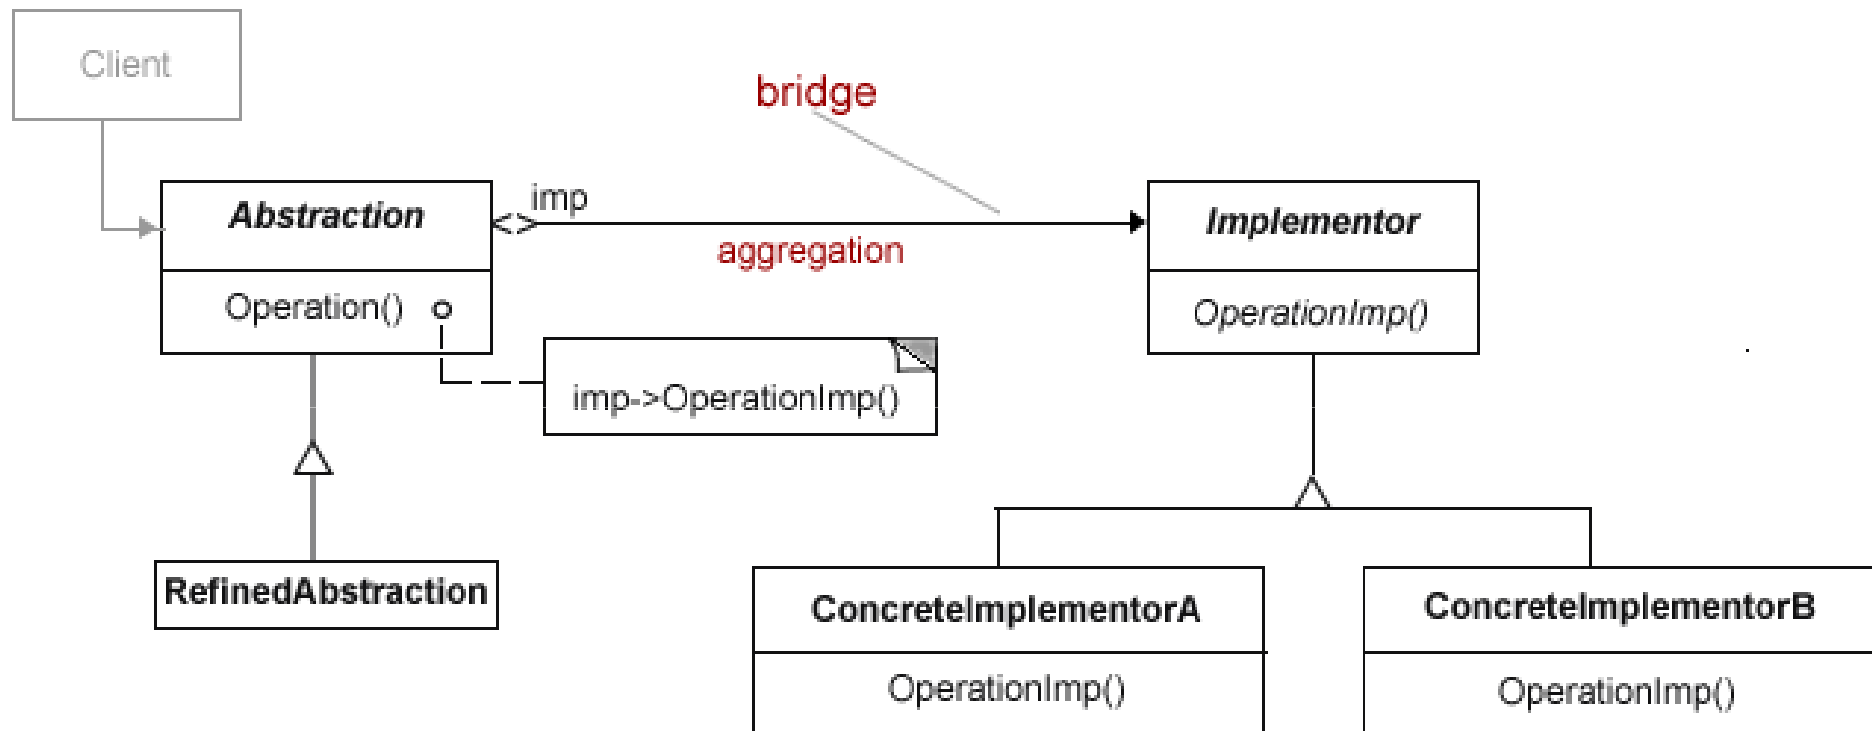 Client
bridge
Abstraction
imp
Implementor
aggregation
Operation()
OperationImp()
imp->OperationImp()
RefinedAbstraction
ConcreteImplementorA
ConcreteImplementorB
OperationImp()
OperationImp()